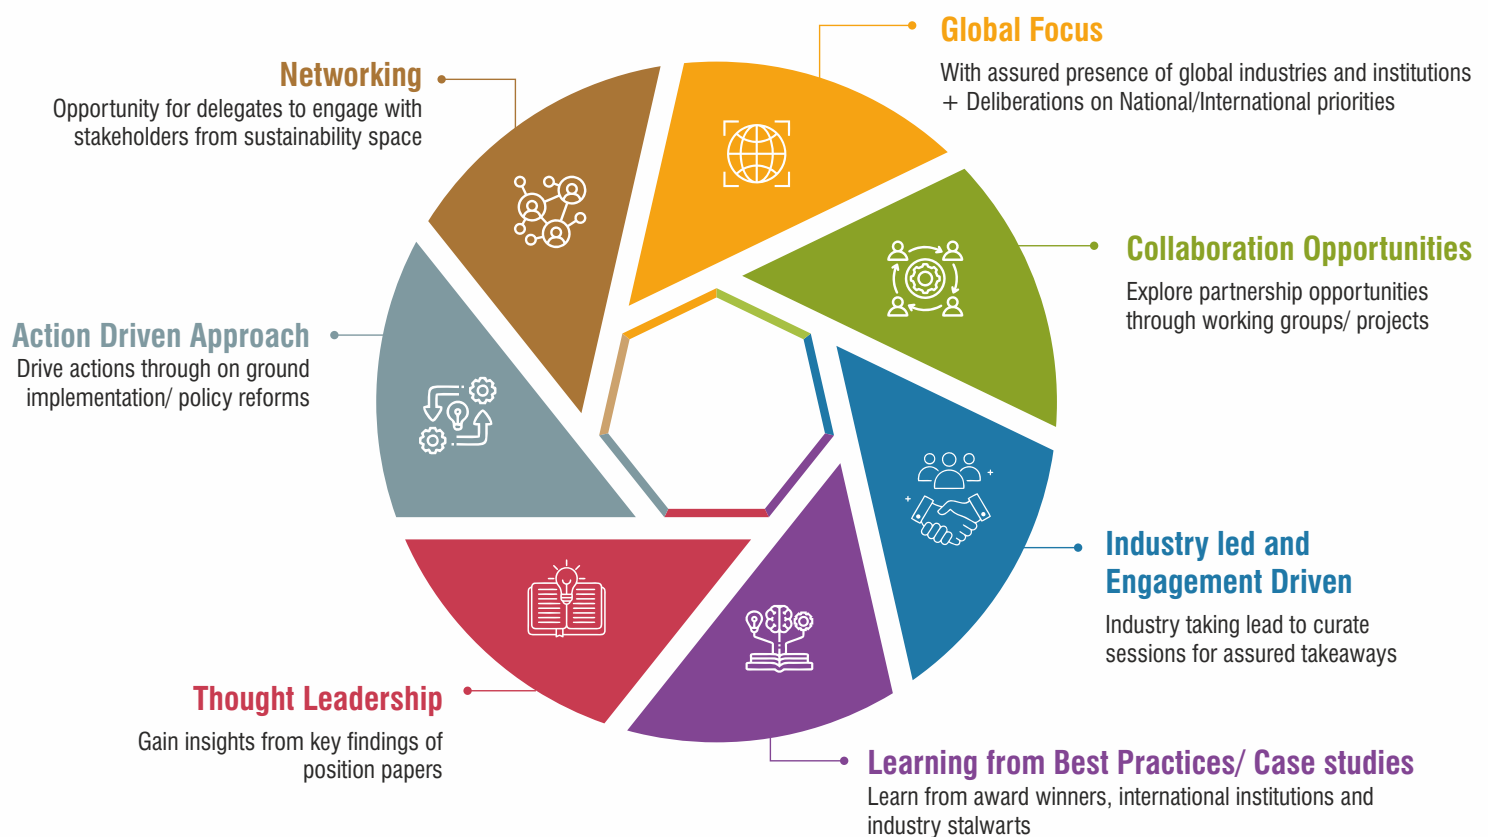 Global Focus
With assured presence of global industries and institutions
+ Deliberations on National/International priorities
Networking
Opportunity for delegates to engage with
stakeholders from sustainability space
Collaboration Opportunities
Explore partnership opportunities
through working groups/ projects
Action Driven Approach
Drive actions through on ground
implementation/ policy reforms
Industry led and
Engagement Driven
Industry taking lead to curate
sessions for assured takeaways
Thought Leadership
Gain insights from key findings of
position papers
Learning from Best Practices/ Case studies
Learn from award winners, international institutions and
industry stalwarts